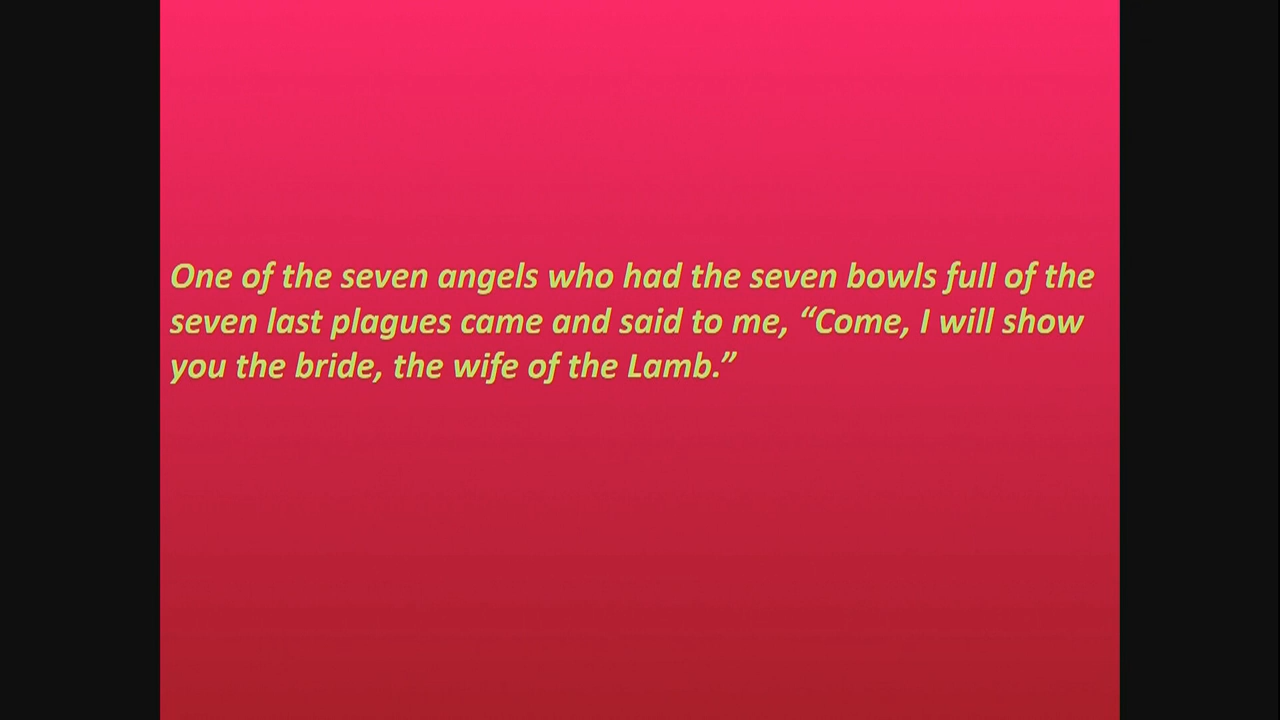 One of the seven angels who had the seven bowls full of the
seven last plagues came and said to me, “Come, I will show
you the bride, the wife of the Lamb.”